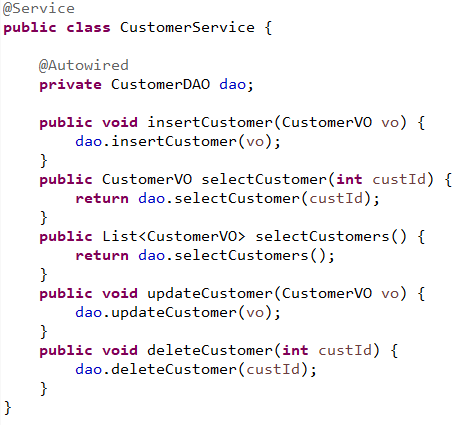 @Service
public class CustomerService {

    @Autowired
    private CustomerDAO dao;

    public void insertCustomer(CustomerVO vo) {
        dao.insertCustomer(vo);
    }
    public CustomerVO selectCustomer(int custId) {
        return dao.selectCustomer(custId);
    }
    public List<CustomerVO> selectCustomers() {
        return dao.selectCustomers();
    }
    public void updateCustomer(CustomerVO vo) {
        dao.updateCustomer(vo);
    }
    public void deleteCustomer(int custId) {
        dao.deleteCustomer(custId);
    }
}